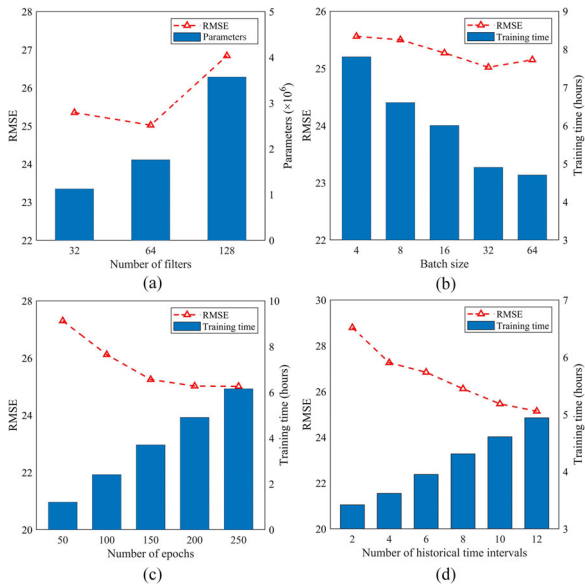 28
27
26
25
24
23
22
RMSE
RMSE
Parameters
5
4
3
2
1
0
Parameters (×10⁶)
32
64
128
Number of filters
(a)
26
25
24
23
22
RMSE
RMSE
Training time
9
8
7
6
5
4
3
Training time (hours)
4
8
16
32
64
Batch size
(b)
28
26
24
22
20
RMSE
RMSE
Training time
10
8
6
4
2
0
Training time (hours)
50
100
150
200
250
Number of epochs
(c)
30
28
26
24
22
20
RMSE
RMSE
Training time
7
6
5
4
3
Training time (hours)
2
4
6
8
10
12
Number of historical time intervals
(d)